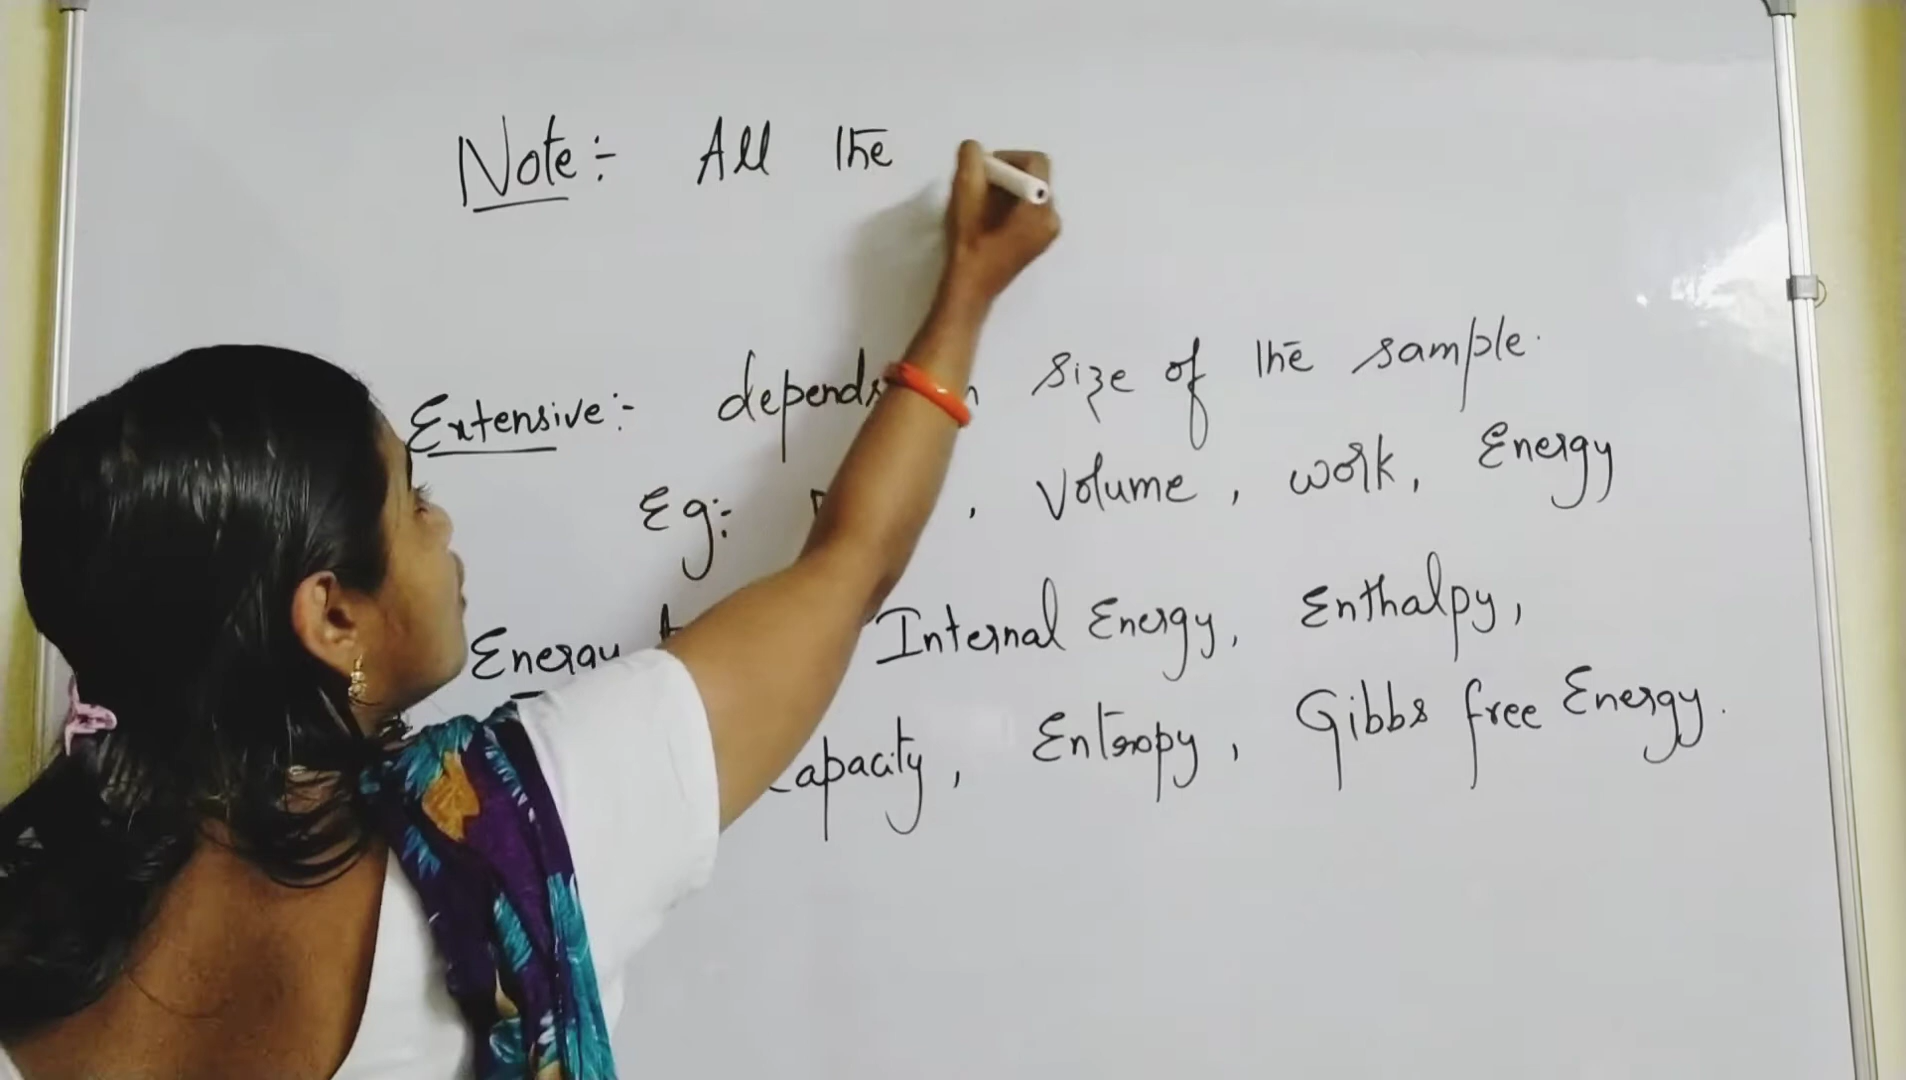 Note:- All the
Extensive:- depends size of the sample.
Eg:- , Volume, work, Energy
Energy Internal Energy, Enthalpy,
capacity, Entropy, Gibbs free Energy.